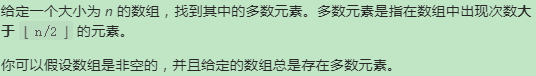 给定一个大小为 n 的数组，找到其中的多数元素。多数元素是指在数组中出现次数大
于 ⌊ n/2 ⌋ 的元素。
你可以假设数组是非空的，并且给定的数组总是存在多数元素。